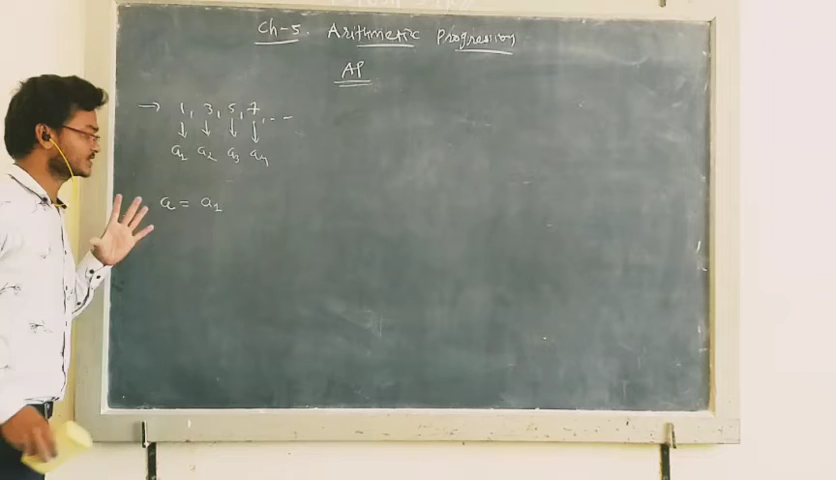 Ch-5. Arithmetic Progression
AP
→ 1, 3, 5, 7, ...
↓ ↓ ↓ ↓
a1 a2 a3 a4
a = a1